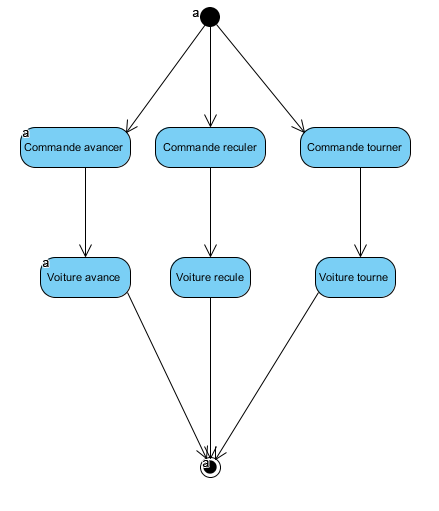 a
a
Commande avancer
Commande reculer
Commande tourner
a
Voiture avance
Voiture recule
Voiture tourne
a